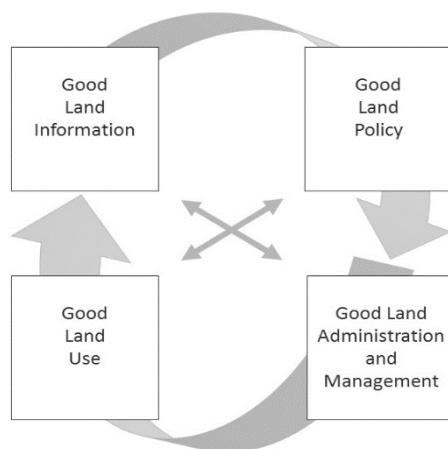 Good
Land
Information
Good
Land
Policy
Good
Land
Use
Good Land
Administration
and
Management